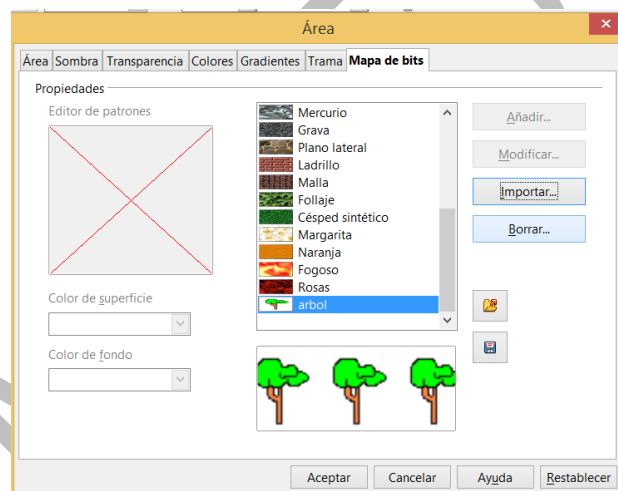 Área
Área Sombra Transparencia Colores Gradientes Trama Mapa de bits
Propiedades
Editor de patrones
Mercurio
Grava
Plano lateral
Ladrillo
Malla
Follaje
Césped sintético
Margarita
Naranja
Fogoso
Rosas
arbol
Añadir...
Modificar...
Importar...
Borrar...
Color de superficie
Color de fondo
Aceptar Cancelar Ayuda Restablecer